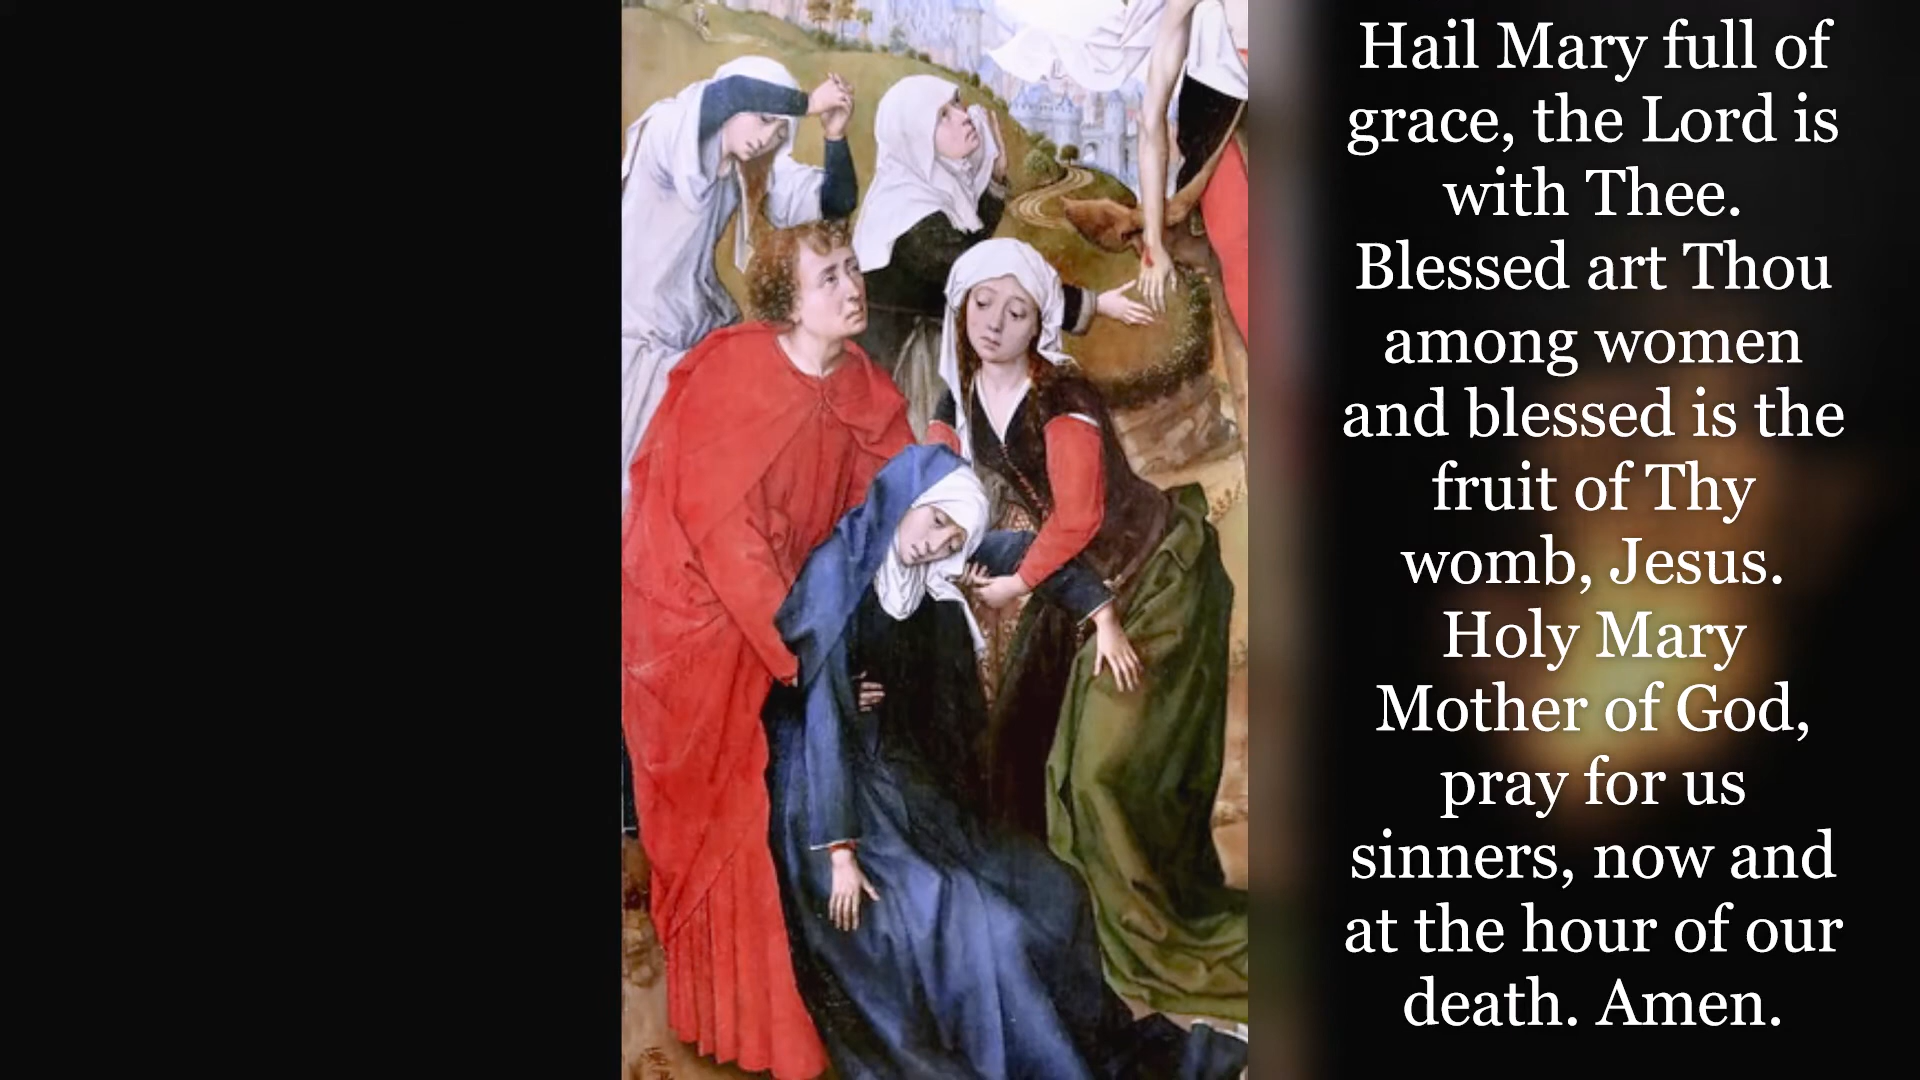 Hail Mary full of
grace, the Lord is
with Thee.
Blessed art Thou
among women
and blessed is the
fruit of Thy
womb, Jesus.
Holy Mary
Mother of God,
pray for us
sinners, now and
at the hour of our
death. Amen.